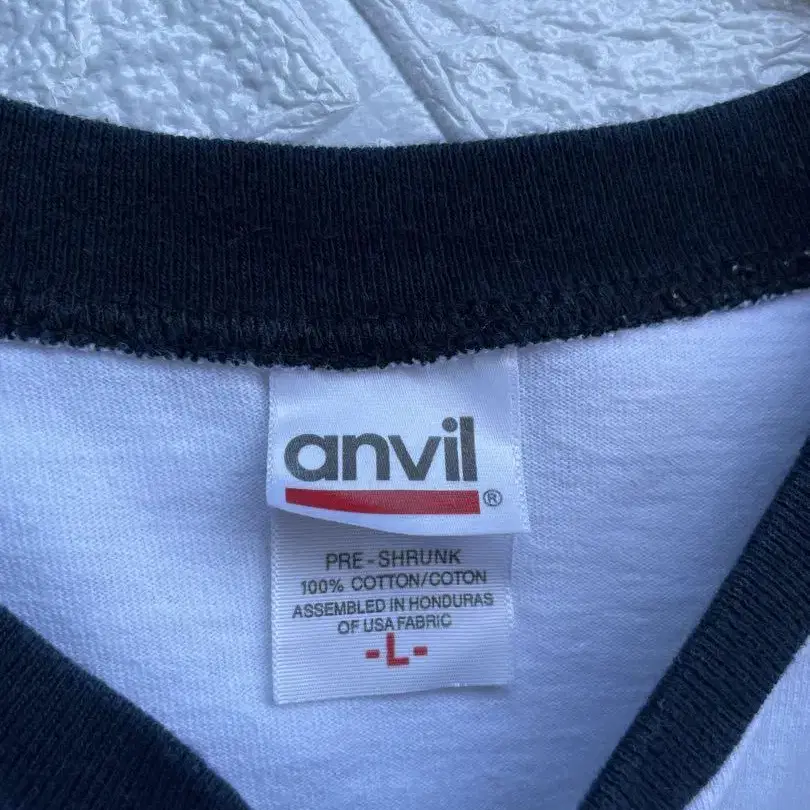 anvil®
PRE-SHRUNK
100% COTTON/COTON
ASSEMBLED IN HONDURAS
OF USA FABRIC
-L-